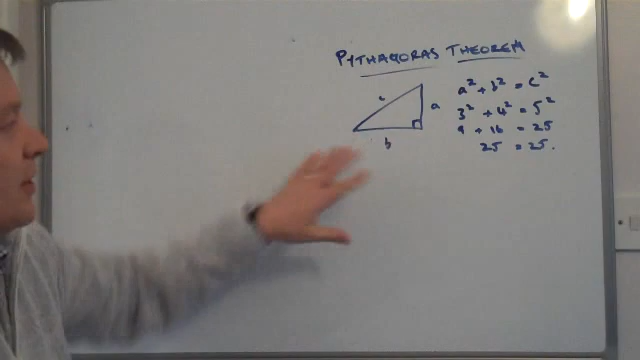 PYTHAGORAS THEOREM
a² + b² = c²
3² + 4² = 5²
9 + 16 = 25
25 = 25.
c
a
b